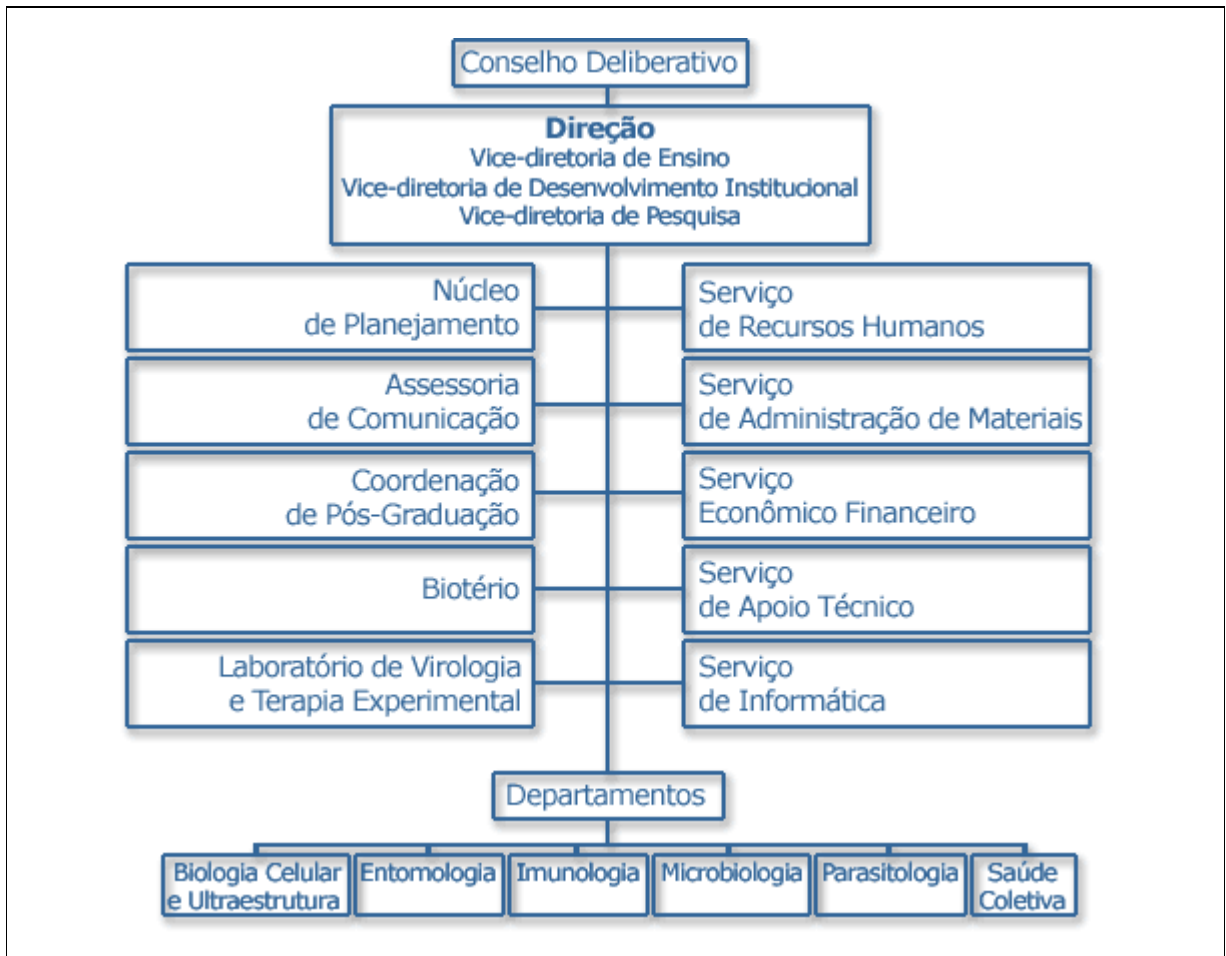 Conselho Deliberativo
Direção
Vice-diretoria de Ensino
Vice-diretoria de Desenvolvimento Institucional
Vice-diretoria de Pesquisa
Núcleo
de Planejamento
Serviço
de Recursos Humanos
Assessoria
de Comunicação
Serviço
de Administração de Materiais
Coordenação
de Pós-Graduação
Serviço
Econômico Financeiro
Biotério
Serviço
de Apoio Técnico
Laboratório de Virologia
e Terapia Experimental
Serviço
de Informática
Departamentos
Biologia Celular
e Ultraestrutura
Entomologia
Imunologia
Microbiologia
Parasitologia
Saúde
Coletiva